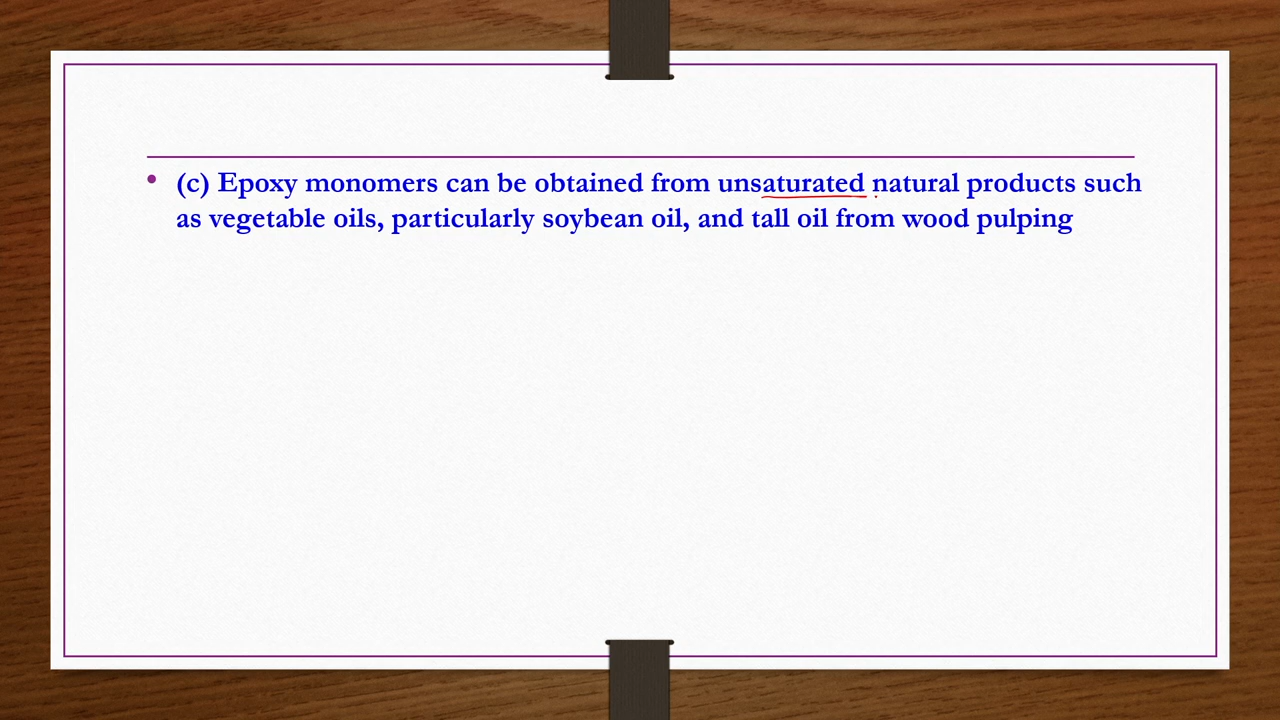 • (c) Epoxy monomers can be obtained from unsaturated natural products such
as vegetable oils, particularly soybean oil, and tall oil from wood pulping